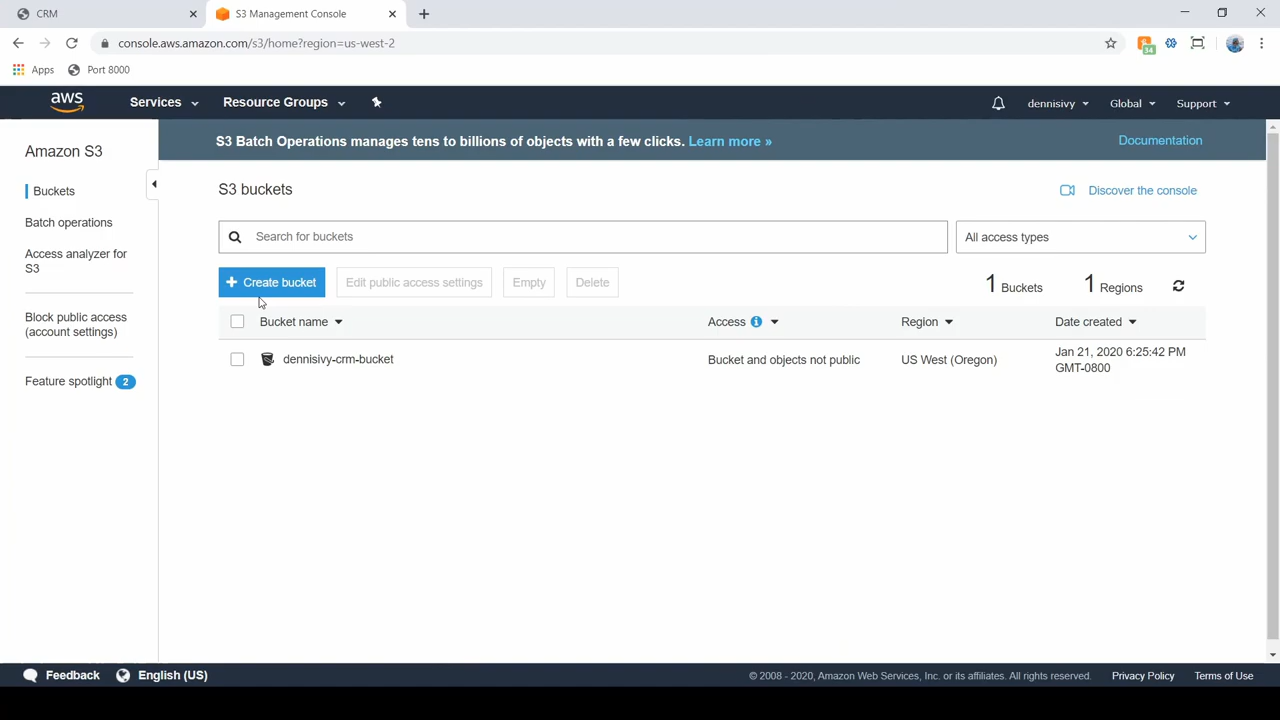 CRM
S3 Management Console
console.aws.amazon.com/s3/home?region=us-west-2
34
Apps
Port 8000
aws
Services
Resource Groups
dennisivy
Global
Support
Amazon S3
Buckets
Batch operations
Access analyzer for
S3
Block public access
(account settings)
Feature spotlight 2
S3 Batch Operations manages tens to billions of objects with a few clicks. Learn more »
Documentation
S3 buckets
Discover the console
Search for buckets
All access types
+ Create bucket
Edit public access settings
Empty
Delete
1 Buckets
1 Regions
Bucket name
Access
Region
Date created
dennisivy-crm-bucket
Bucket and objects not public
US West (Oregon)
Jan 21, 2020 6:25:42 PM
GMT-0800
Feedback
English (US)
© 2008 - 2020, Amazon Web Services, Inc. or its affiliates. All rights reserved.
Privacy Policy
Terms of Use